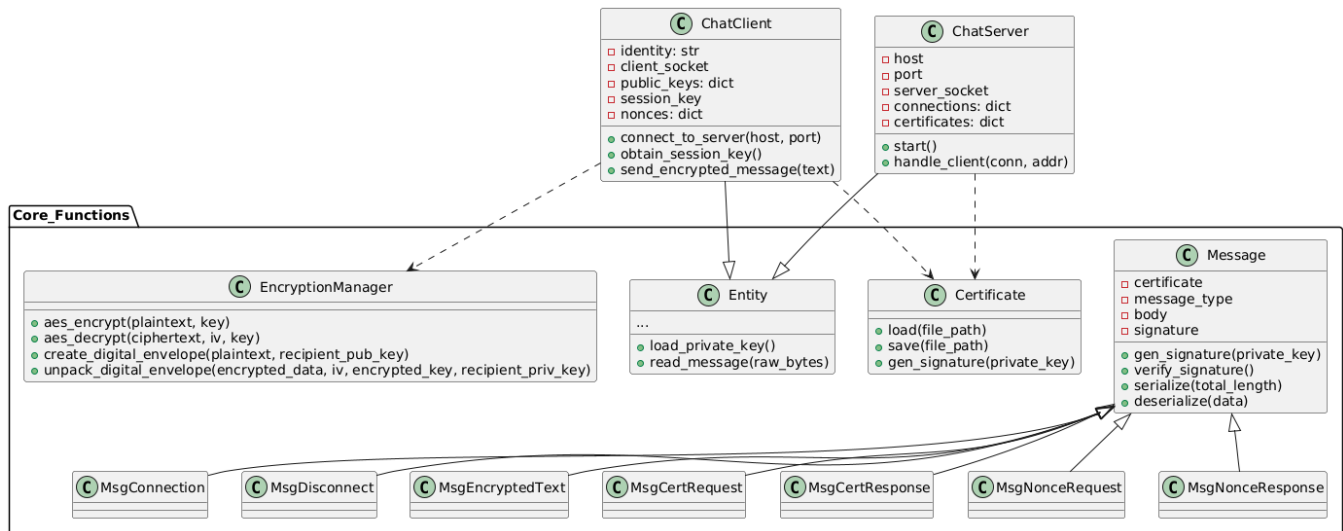 C ChatClient
identity: str
client_socket
public_keys: dict
session_key
nonces: dict
connect_to_server(host, port)
obtain_session_key()
send_encrypted_message(text)
C ChatServer
host
port
server_socket
connections: dict
certificates: dict
start()
handle_client(conn, addr)
Core_Functions
C EncryptionManager
aes_encrypt(plaintext, key)
aes_decrypt(ciphertext, iv, key)
create_digital_envelope(plaintext, recipient_pub_key)
unpack_digital_envelope(encrypted_data, iv, encrypted_key, recipient_priv_key)
C Entity
...
load_private_key()
read_message(raw_bytes)
C Certificate
load(file_path)
save(file_path)
gen_signature(private_key)
C Message
certificate
message_type
body
signature
gen_signature(private_key)
verify_signature()
serialize(total_length)
deserialize(data)
C MsgConnection
C MsgDisconnect
C MsgEncryptedText
C MsgCertRequest
C MsgCertResponse
C MsgNonceRequest
C MsgNonceResponse